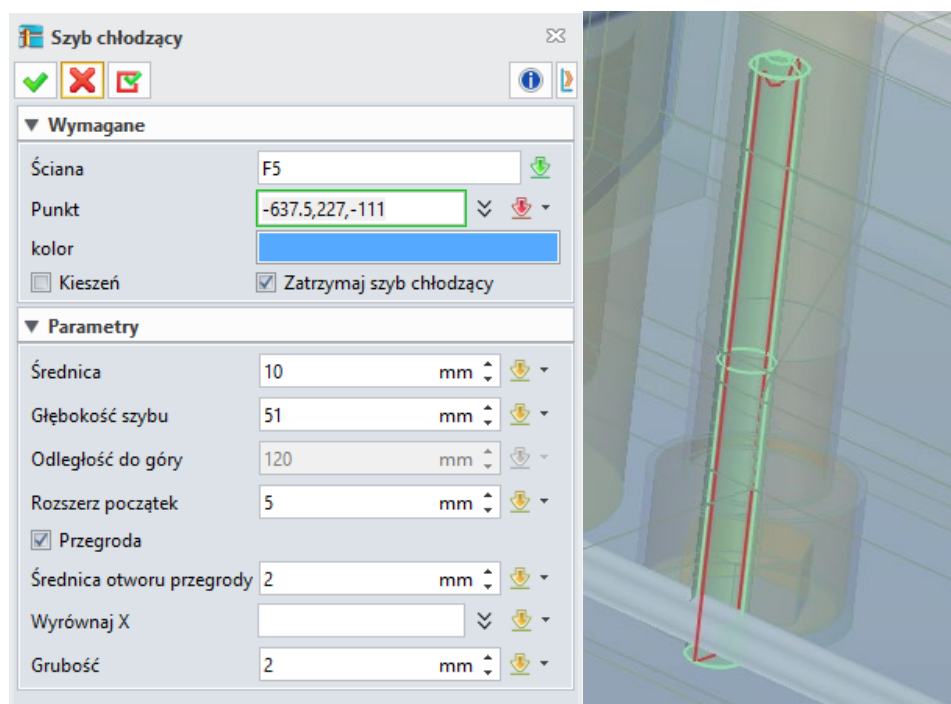 Szyb chłodzący
Wymagane
Ściana F5
Punkt -637.5,227,-111
kolor
Kieszeń Zatrzymaj szyb chłodzący
Parametry
Średnica 10 mm
Głębokość szybu 51 mm
Odległość do góry 120 mm
Rozszerz początek 5 mm
Przegroda
Średnica otworu przegrody 2 mm
Wyrównaj X
Grubość 2 mm